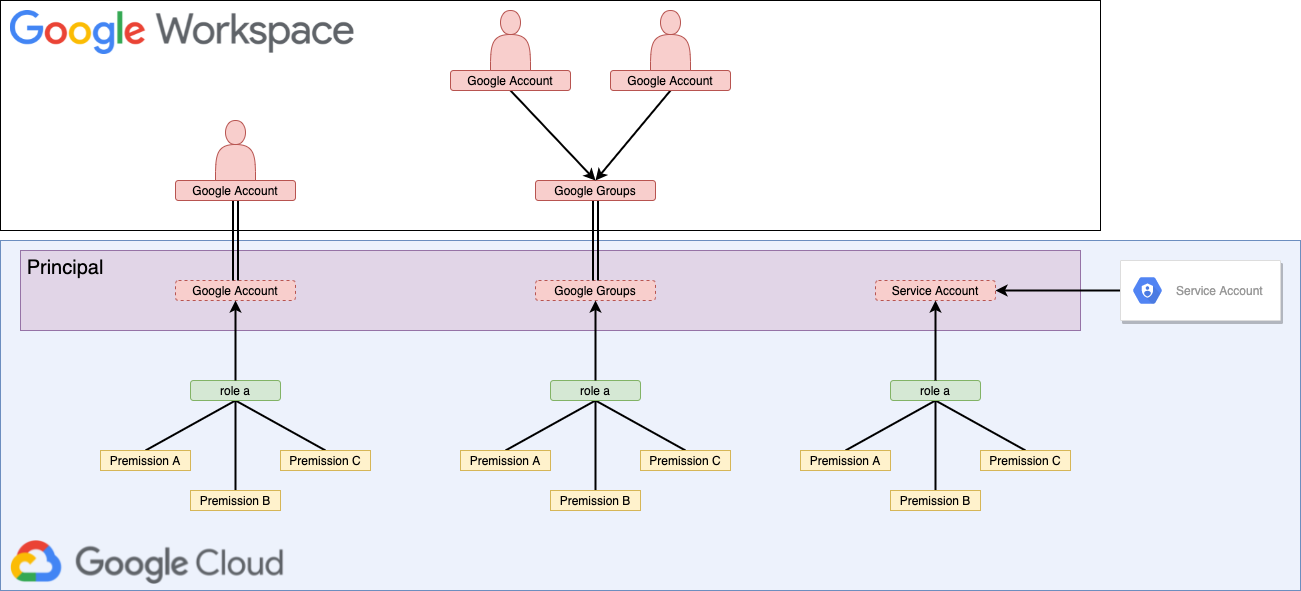 Google Workspace
Google Account
Google Account
Google Account
Google Groups
Principal
Google Account
Google Groups
Service Account
Service Account
role a
role a
role a
Premission A
Premission C
Premission A
Premission C
Premission A
Premission C
Premission B
Premission B
Premission B
Google Cloud